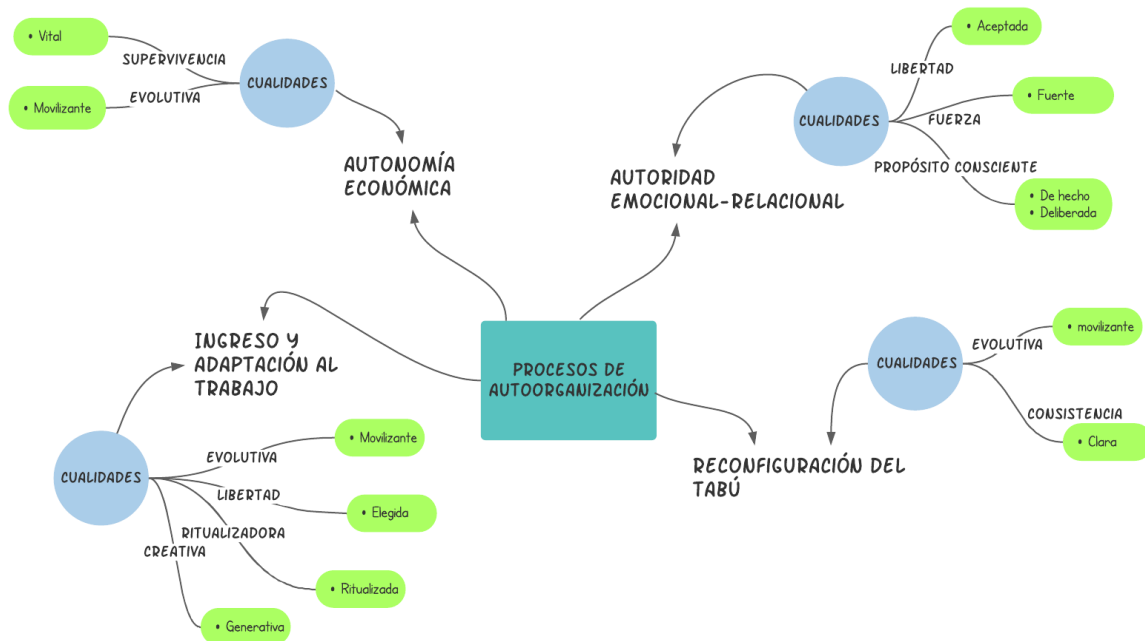 • Vital
SUPERVIVENCIA
EVOLUTIVA
• Movilizante
CUALIDADES
AUTONOMÍA
ECONÓMICA
• Aceptada
LIBERTAD
• Fuerte
FUERZA
CUALIDADES
PROPÓSITO CONSCIENTE
• De hecho
• Deliberada
AUTORIDAD
EMOCIONAL-RELACIONAL
INGRESO Y
ADAPTACIÓN AL
TRABAJO
PROCESOS DE
AUTOORGANIZACIÓN
• movilizante
EVOLUTIVA
CUALIDADES
CONSISTENCIA
• Clara
RECONFIGURACIÓN DEL
TABÚ
• Movilizante
EVOLUTIVA
CUALIDADES
LIBERTAD
• Elegida
RITUALIZADORA
CREATIVA
• Ritualizada
• Generativa